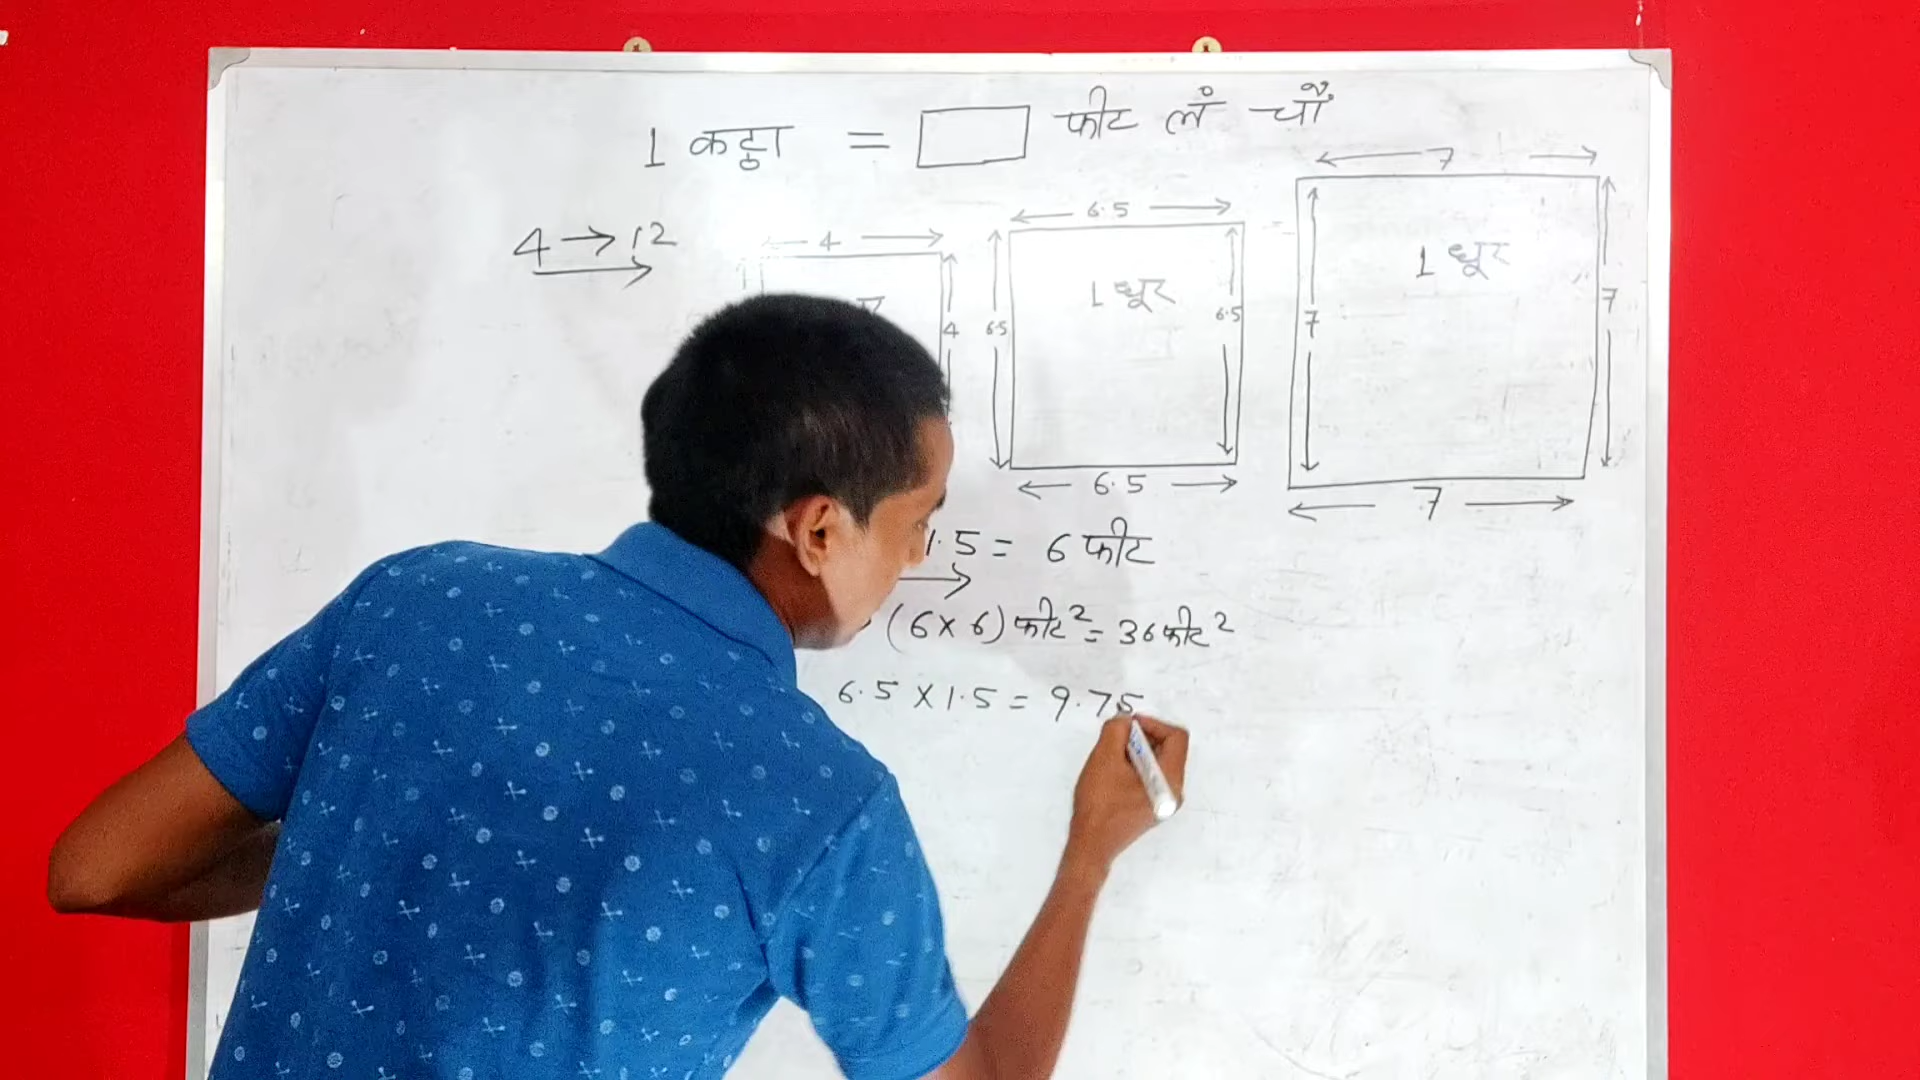 1 कट्ठा = फीट लं॰ चौ॰
4 → 12
4
4
6.5
6.5
1 धूर
6.5
6.5
7
7
1 धूर
7
7
1.5 = 6 फीट
(6 x 6) फीट² = 36 फीट²
6.5 x 1.5 = 9.75